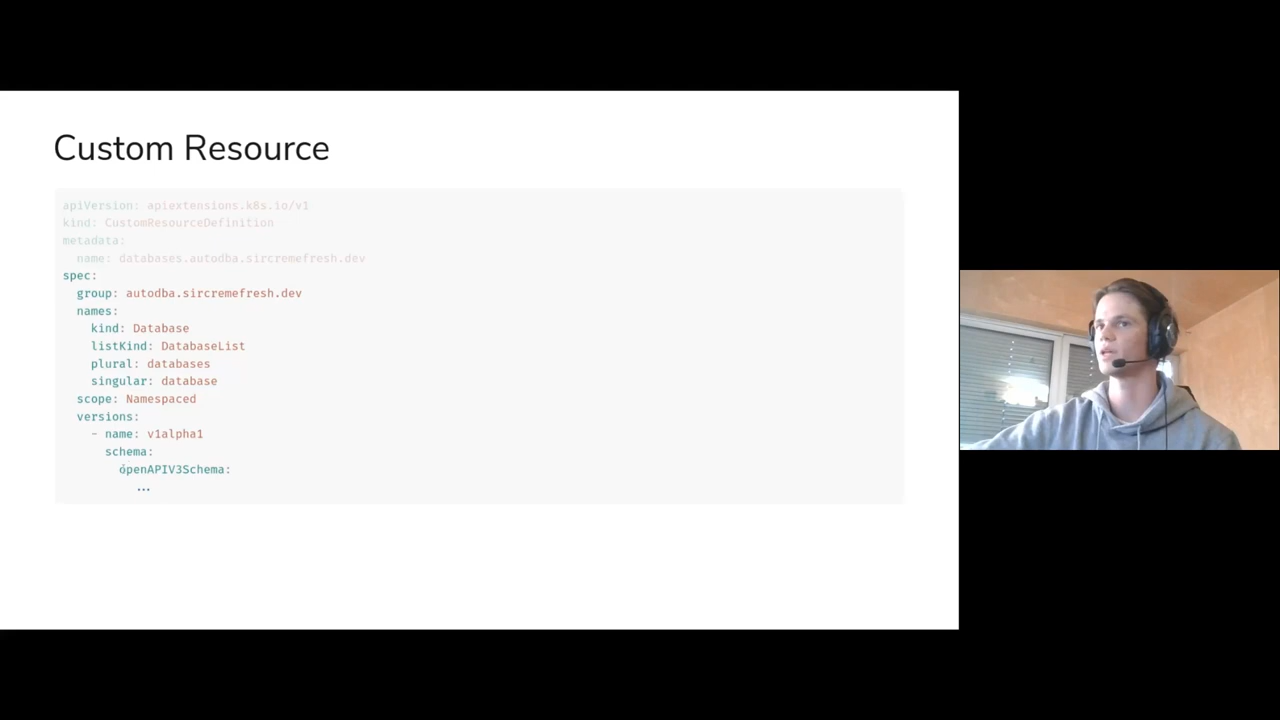 Custom Resource
apiVersion: apiextensions.k8s.io/v1
kind: CustomResourceDefinition
metadata:
  name: databases.autodba.sircremefresh.dev
spec:
  group: autodba.sircremefresh.dev
  names:
    kind: Database
    listKind: DatabaseList
    plural: databases
    singular: database
  scope: Namespaced
  versions:
    - name: v1alpha1
      schema:
        openAPIV3Schema:
          ...